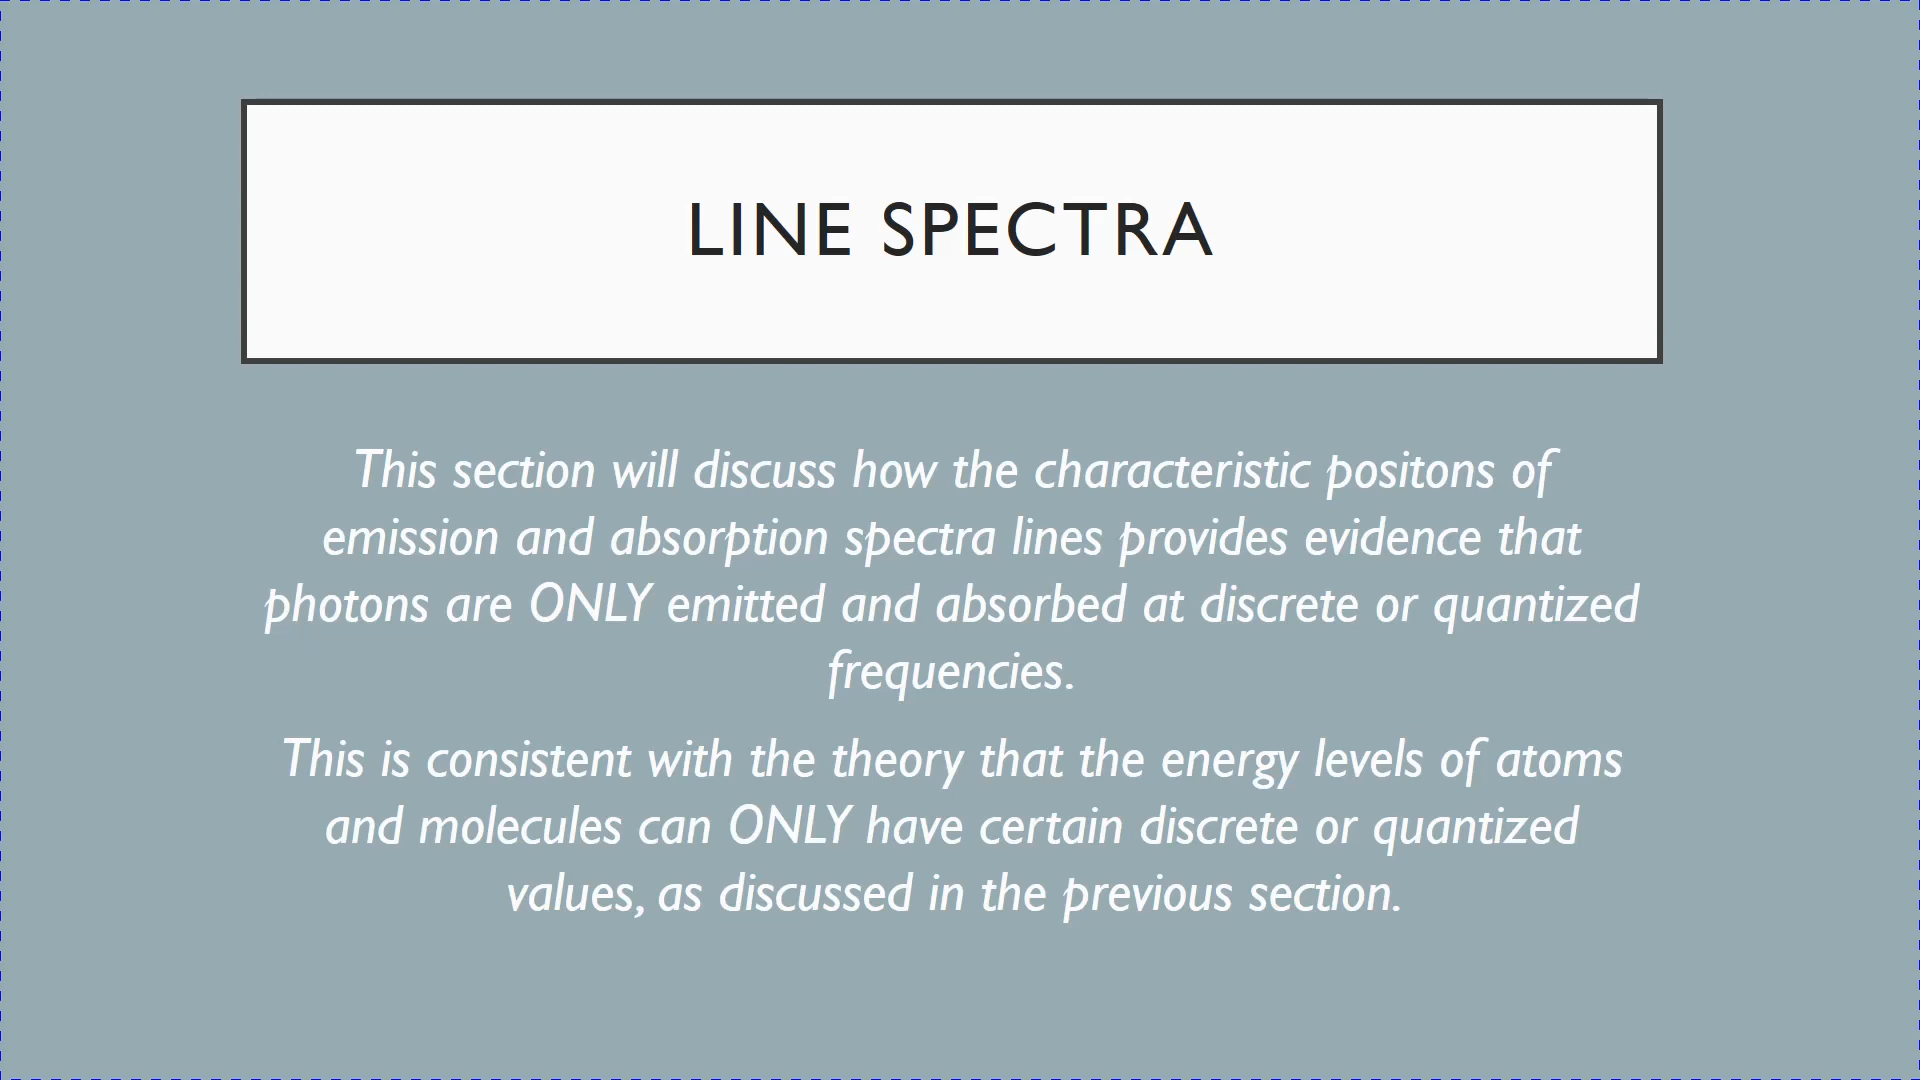 LINE SPECTRA
This section will discuss how the characteristic positons of
emission and absorption spectra lines provides evidence that
photons are ONLY emitted and absorbed at discrete or quantized
frequencies.
This is consistent with the theory that the energy levels of atoms
and molecules can ONLY have certain discrete or quantized
values, as discussed in the previous section.